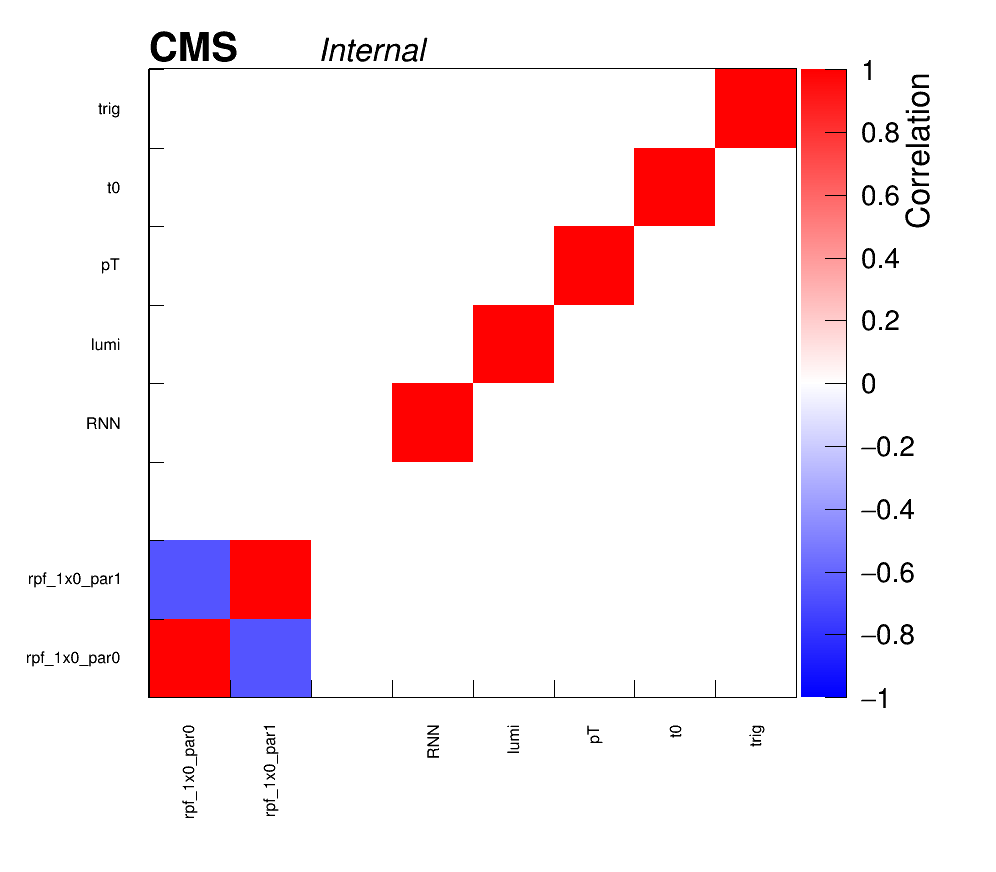 CMS Internal
trig
t0
pT
lumi
RNN
rpf_1x0_par1
rpf_1x0_par0
rpf_1x0_par0
rpf_1x0_par1
RNN
lumi
pT
t0
trig
1
0.8
0.6
0.4
0.2
0
−0.2
−0.4
−0.6
−0.8
−1
Correlation